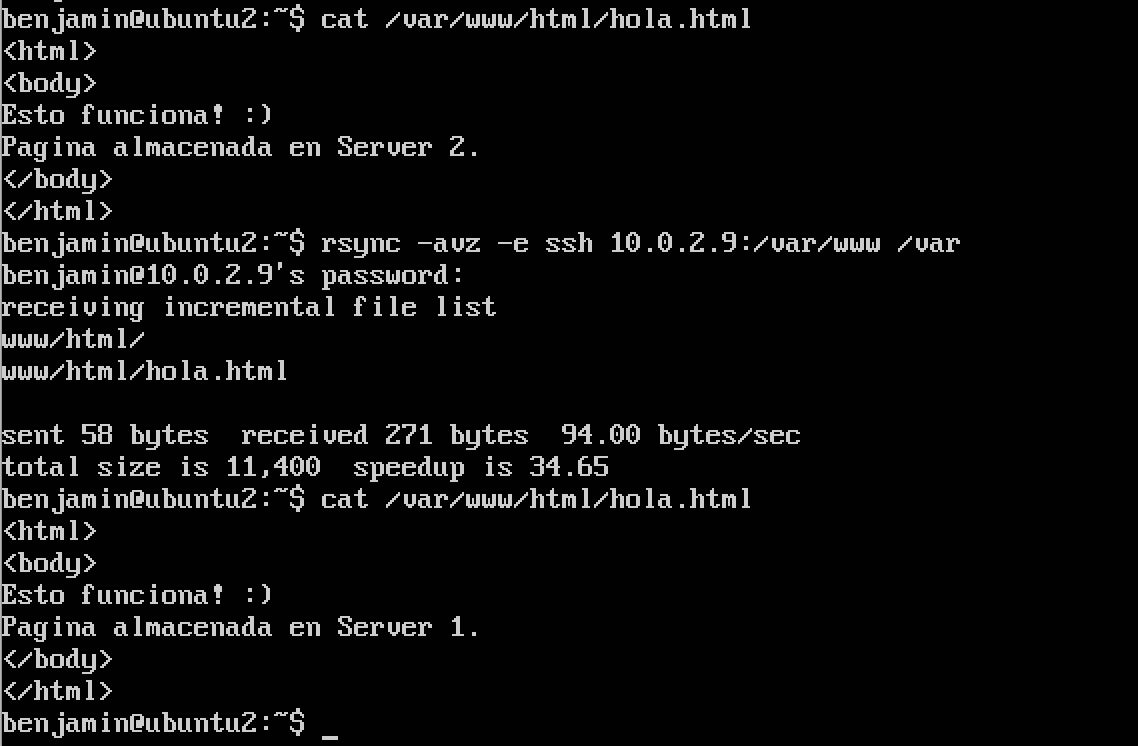 benjamin@ubuntu2:~$ cat /var/www/html/hola.html
<html>
<body>
Esto funciona! :)
Pagina almacenada en Server 2.
</body>
</html>
benjamin@ubuntu2:~$ rsync -avz -e ssh 10.0.2.9:/var/www /var
benjamin@10.0.2.9's password:
receiving incremental file list
www/html/
www/html/hola.html

sent 58 bytes  received 271 bytes  94.00 bytes/sec
total size is 11,400  speedup is 34.65
benjamin@ubuntu2:~$ cat /var/www/html/hola.html
<html>
<body>
Esto funciona! :)
Pagina almacenada en Server 1.
</body>
</html>
benjamin@ubuntu2:~$ _